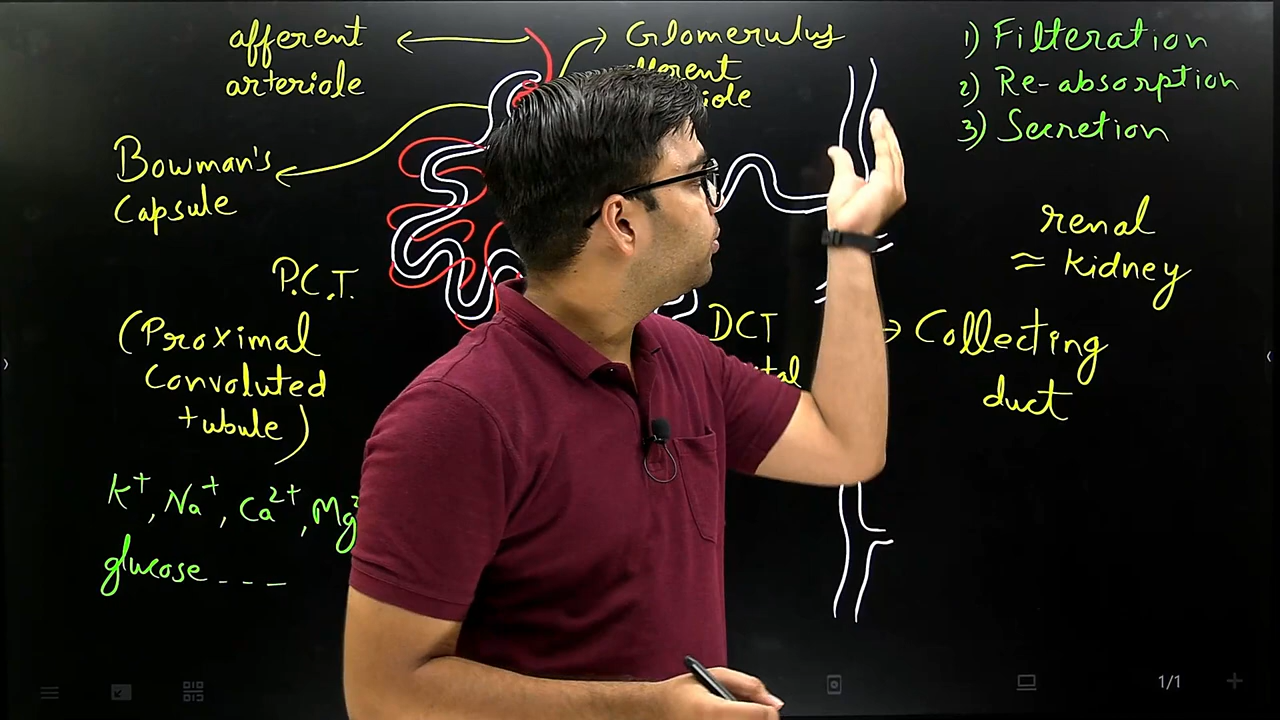 afferent
arteriole
Glomerulus
1) Filteration
2) Re-absorption
3) Secretion
Bowman's
Capsule
renal
= kidney
P.C.T.
(Proximal
Convoluted
tubule)
DCT
Collecting
duct
K+, Na+, Ca2+, Mg2
glucose ---
1/1